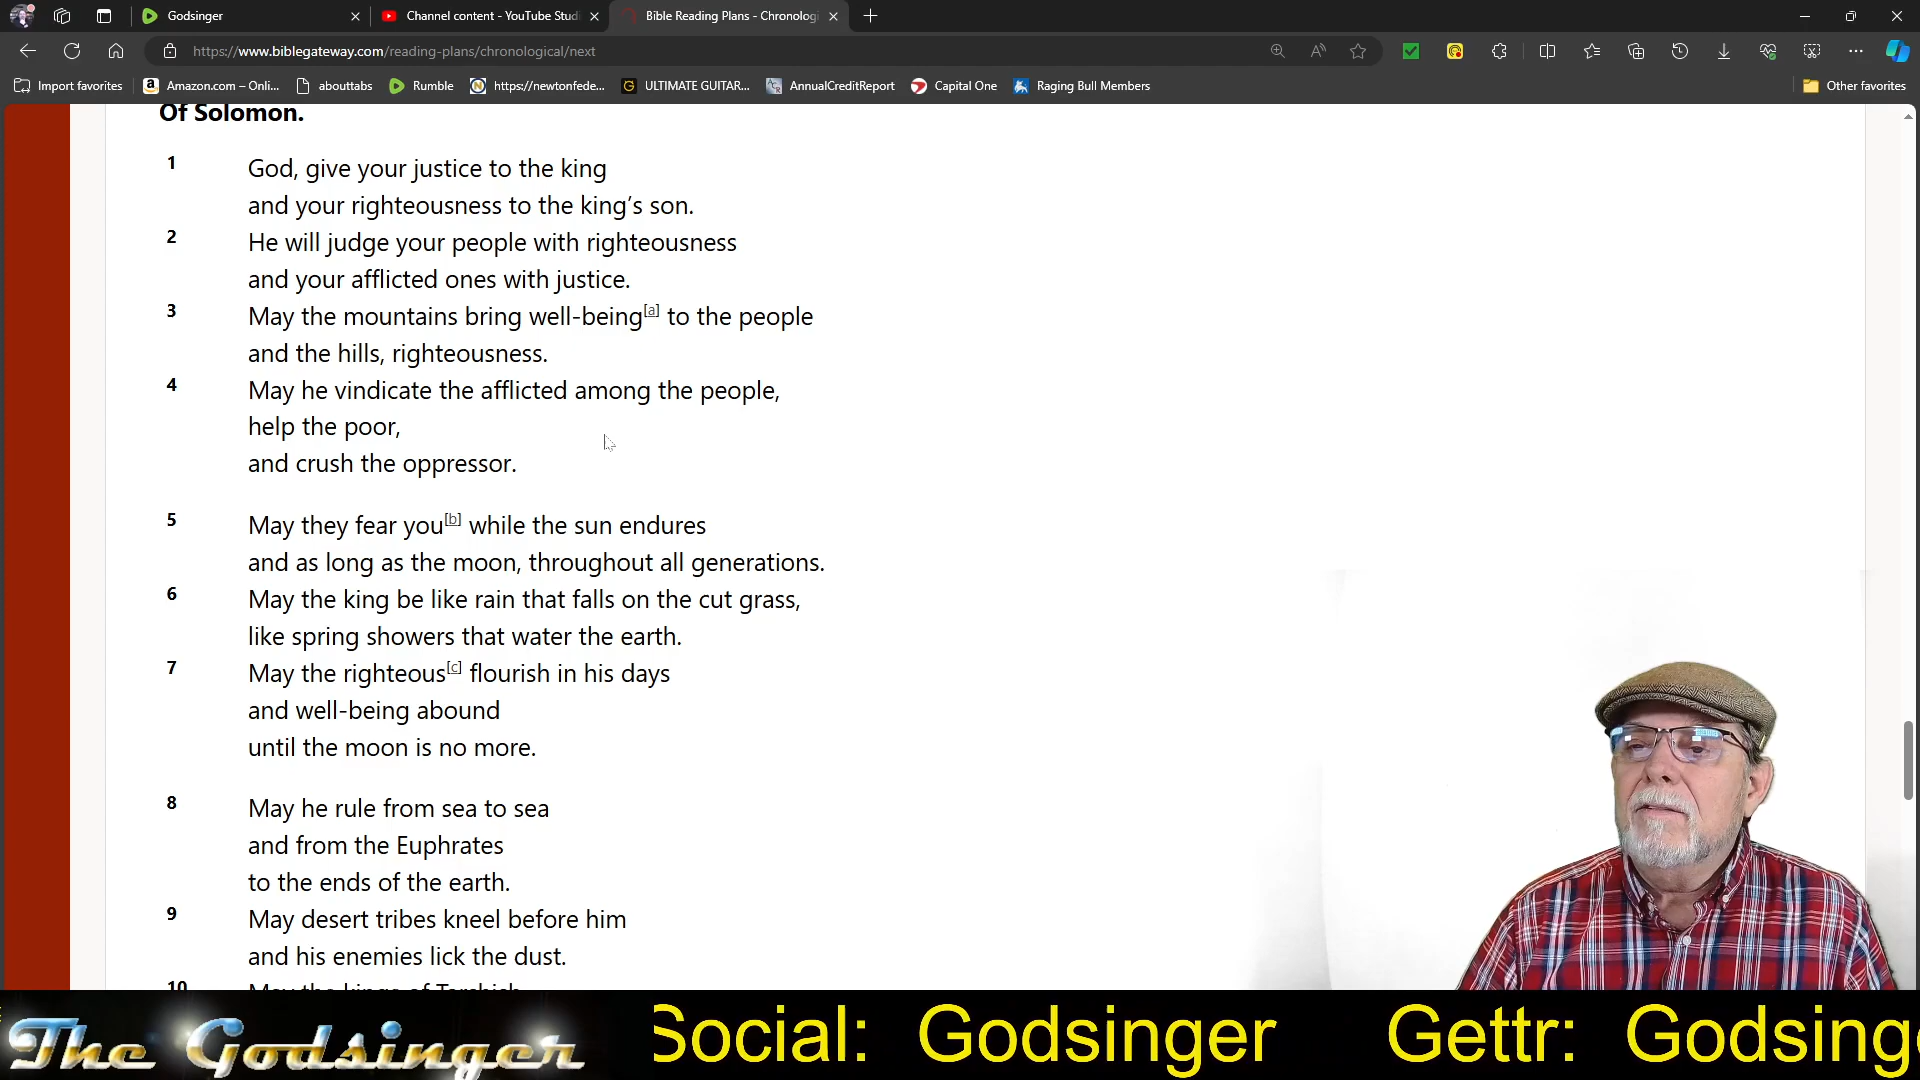 Godsinger
Channel content - YouTube Studi
Bible Reading Plans - Chronologi
https://www.biblegateway.com/reading-plans/chronological/next
Import favorites
Amazon.com – Onli...
abouttabs
Rumble
https://newtonfede...
ULTIMATE GUITAR...
AnnualCreditReport
Capital One
Raging Bull Members
Other favorites
Of Solomon.
1 God, give your justice to the king
and your righteousness to the king’s son.
2 He will judge your people with righteousness
and your afflicted ones with justice.
3 May the mountains bring well-being[a] to the people
and the hills, righteousness.
4 May he vindicate the afflicted among the people,
help the poor,
and crush the oppressor.
5 May they fear you[b] while the sun endures
and as long as the moon, throughout all generations.
6 May the king be like rain that falls on the cut grass,
like spring showers that water the earth.
7 May the righteous[c] flourish in his days
and well-being abound
until the moon is no more.
8 May he rule from sea to sea
and from the Euphrates
to the ends of the earth.
9 May desert tribes kneel before him
and his enemies lick the dust.
10 May the kings of Tarshish
The Godsinger
Social: Godsinger Gettr: Godsing